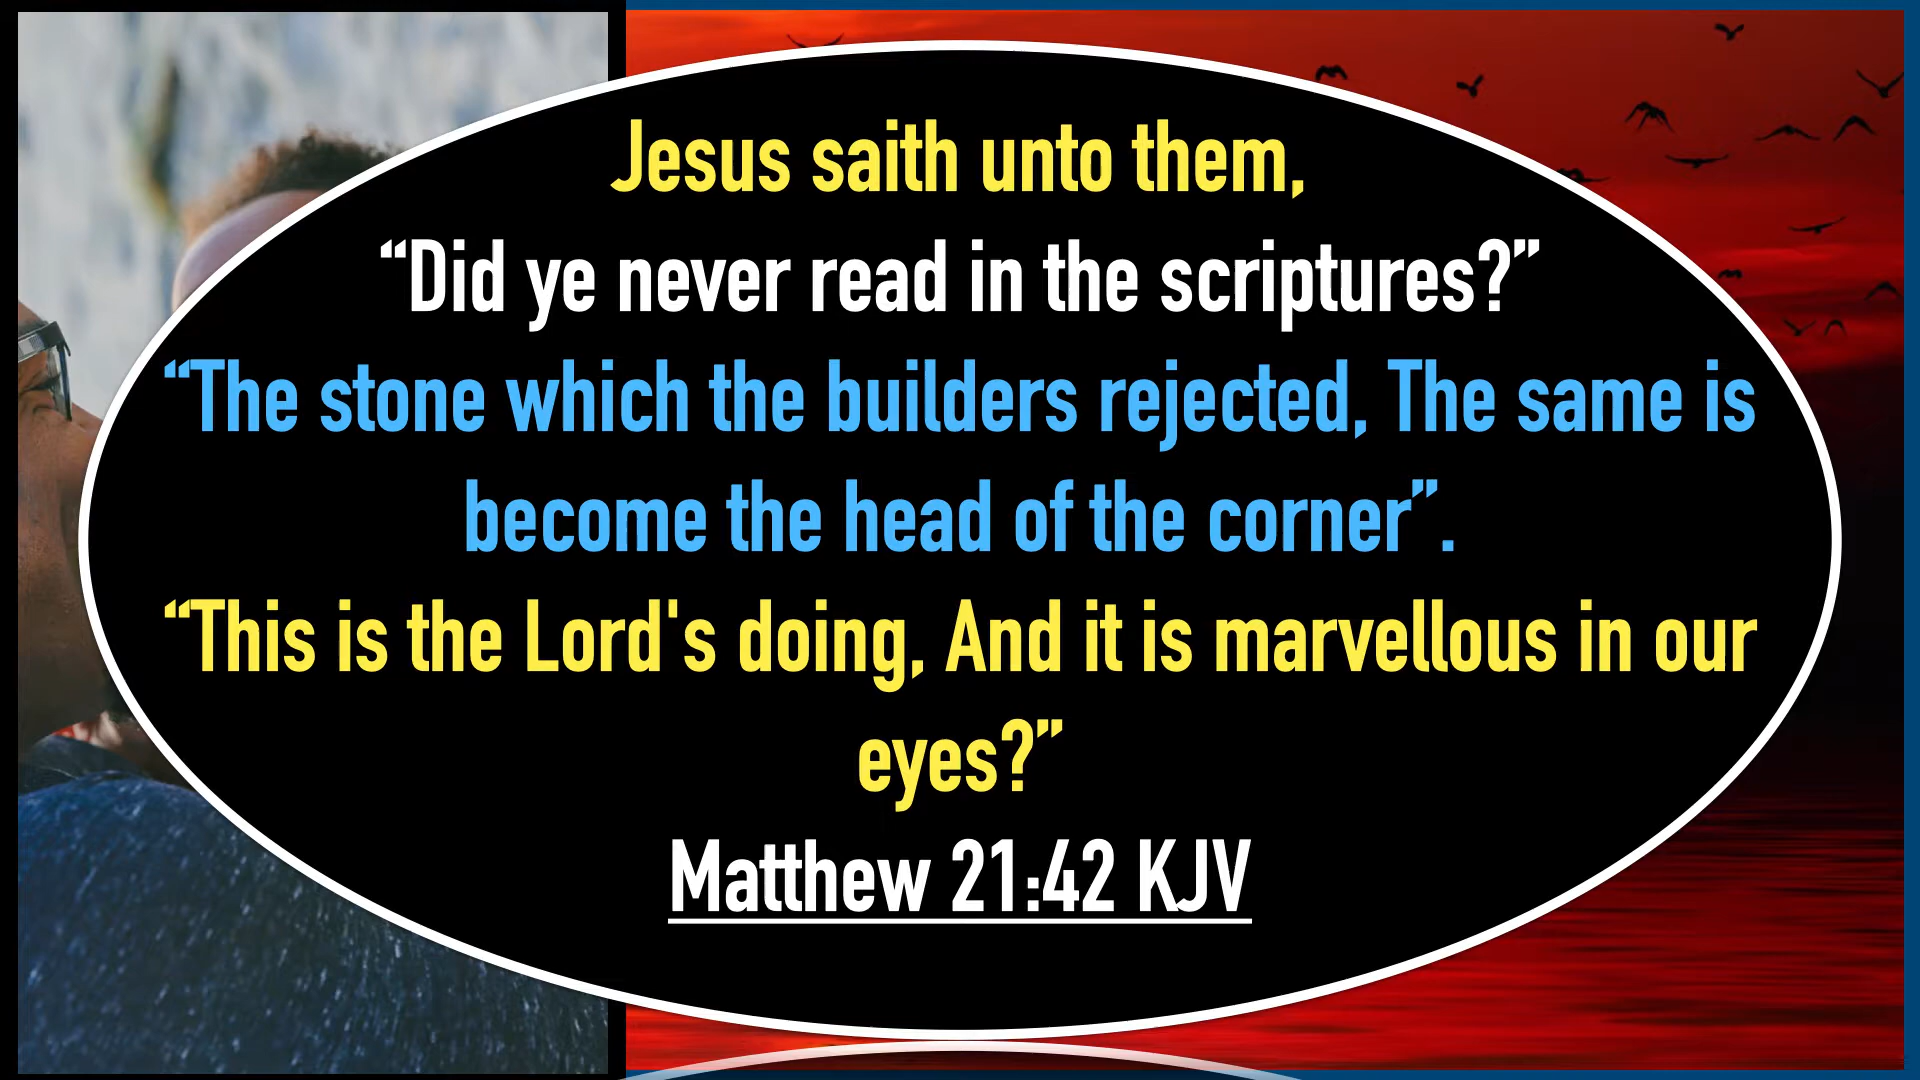 Jesus saith unto them,
“Did ye never read in the scriptures?”
“The stone which the builders rejected, The same is
become the head of the corner”.
“This is the Lord's doing, And it is marvellous in our
eyes?”
Matthew 21:42 KJV